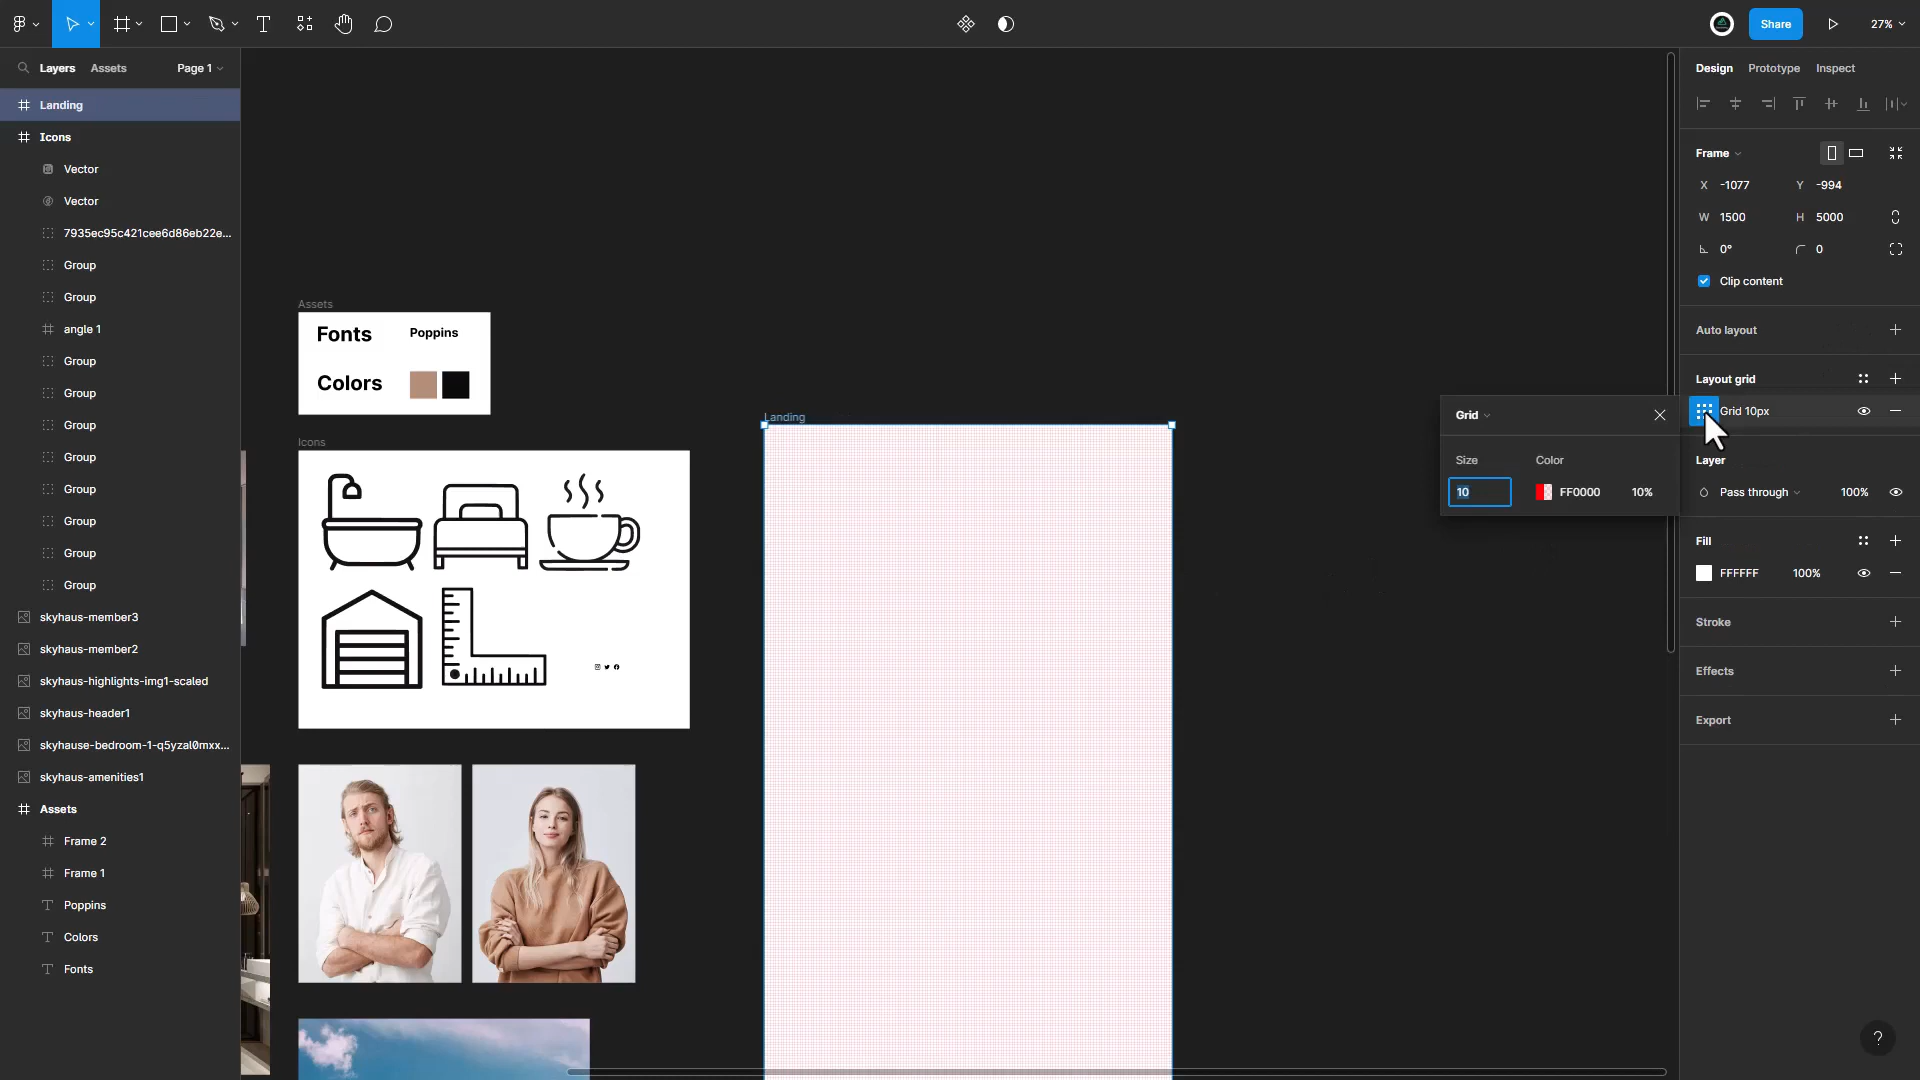 Share
27%
Layers
Assets
Page 1
Landing
Icons
Vector
Vector
7935ec95c421cee6d86eb22e...
Group
Group
angle 1
Group
Group
Group
Group
Group
Group
Group
Group
skyhaus-member3
skyhaus-member2
skyhaus-highlights-img1-scaled
skyhaus-header1
skyhause-bedroom-1-q5yzal0mxx...
skyhaus-amenities1
Assets
Frame 2
Frame 1
Poppins
Colors
Fonts
Assets
Fonts
Poppins
Colors
Icons
Landing
Grid
Size
Color
10
FF0000
10%
Design
Prototype
Inspect
Frame
X -1077
Y -994
W 1500
H 5000
0°
0
Clip content
Auto layout
Layout grid
Grid 10px
Layer
Pass through
100%
Fill
FFFFFF
100%
Stroke
Effects
Export
?